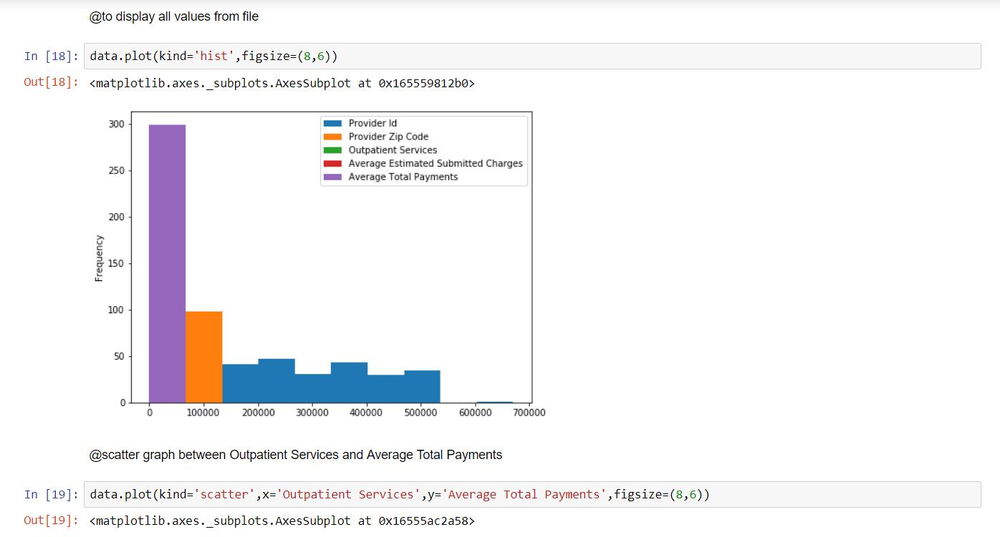 @to display all values from file
In [18]: data.plot(kind='hist',figsize=(8,6))
Out[18]: <matplotlib.axes._subplots.AxesSubplot at 0x165559812b0>
Provider Id
Provider Zip Code
Outpatient Services
Average Estimated Submitted Charges
Average Total Payments
300
250
200
150
100
50
0
Frequency
0 100000 200000 300000 400000 500000 600000 700000
@scatter graph between Outpatient Services and Average Total Payments
In [19]: data.plot(kind='scatter',x='Outpatient Services',y='Average Total Payments',figsize=(8,6))
Out[19]: <matplotlib.axes._subplots.AxesSubplot at 0x16555ac2a58>